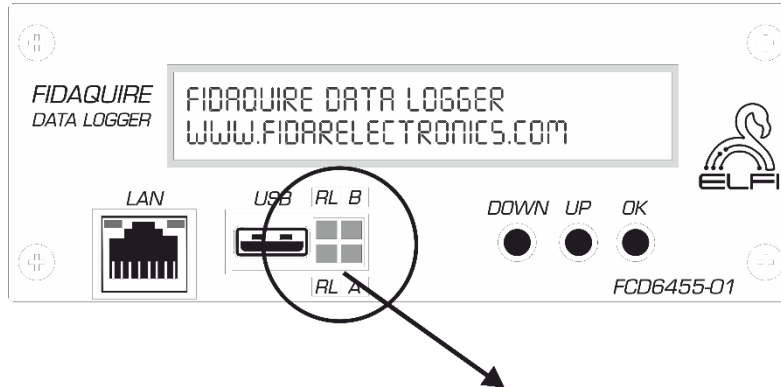 FIDAQUIRE
DATA LOGGER
FIDAQUIRE DATA LOGGER
WWW.FIDARELECTRONICS.COM
ELFI
LAN
USB
RL B
RL A
DOWN UP OK
FCD6455-01